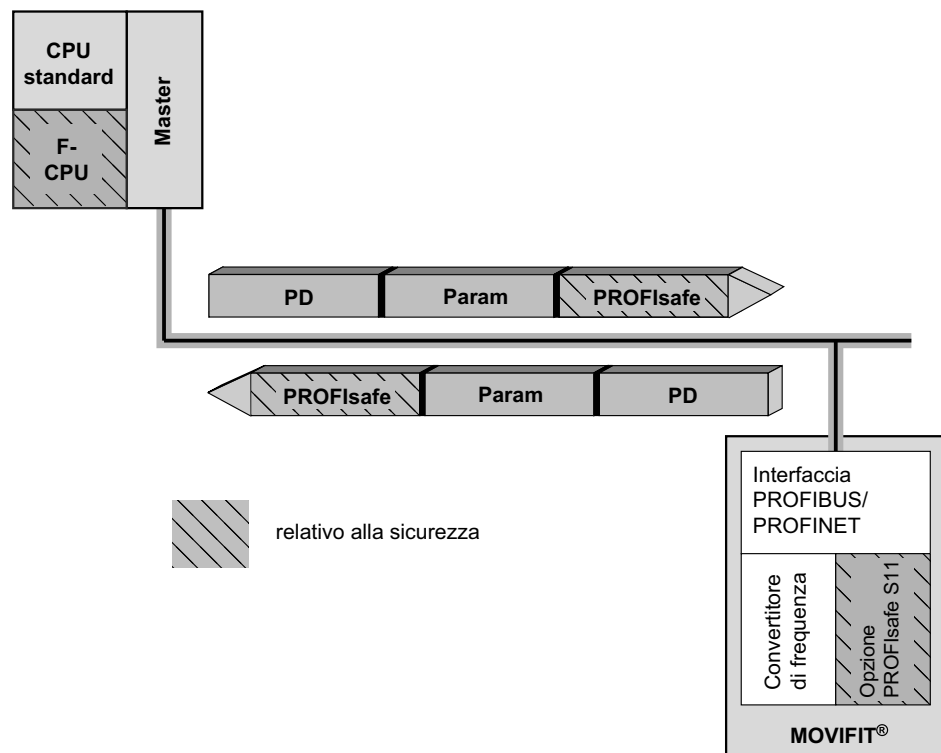 CPU
standard
F-
CPU
Master
PD
Param
PROFIsafe
PROFIsafe
Param
PD
relativo alla sicurezza
Interfaccia
PROFIBUS/
PROFINET
Convertitore
di frequenza
Opzione
PROFIsafe S11
MOVIFIT®